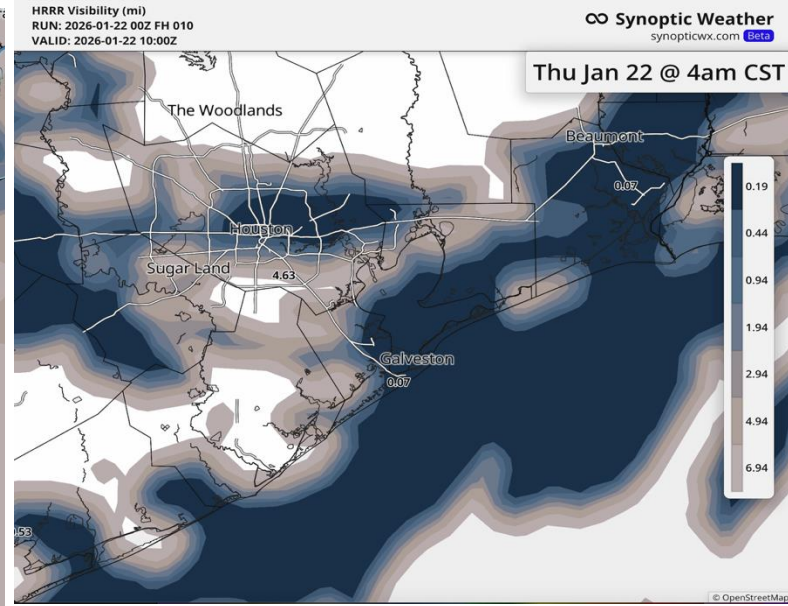 HRRR Visibility (mi)
RUN: 2026-01-22 00Z FH 010
VALID: 2026-01-22 10:00Z
Synoptic Weather
synopticwx.com Beta
Thu Jan 22 @ 4am CST
The Woodlands
Beaumont
0.07
Houston
Sugar Land
4.63
Galveston
0.07
.53
0.19
0.44
0.94
1.94
2.94
4.94
6.94
© OpenStreetMap